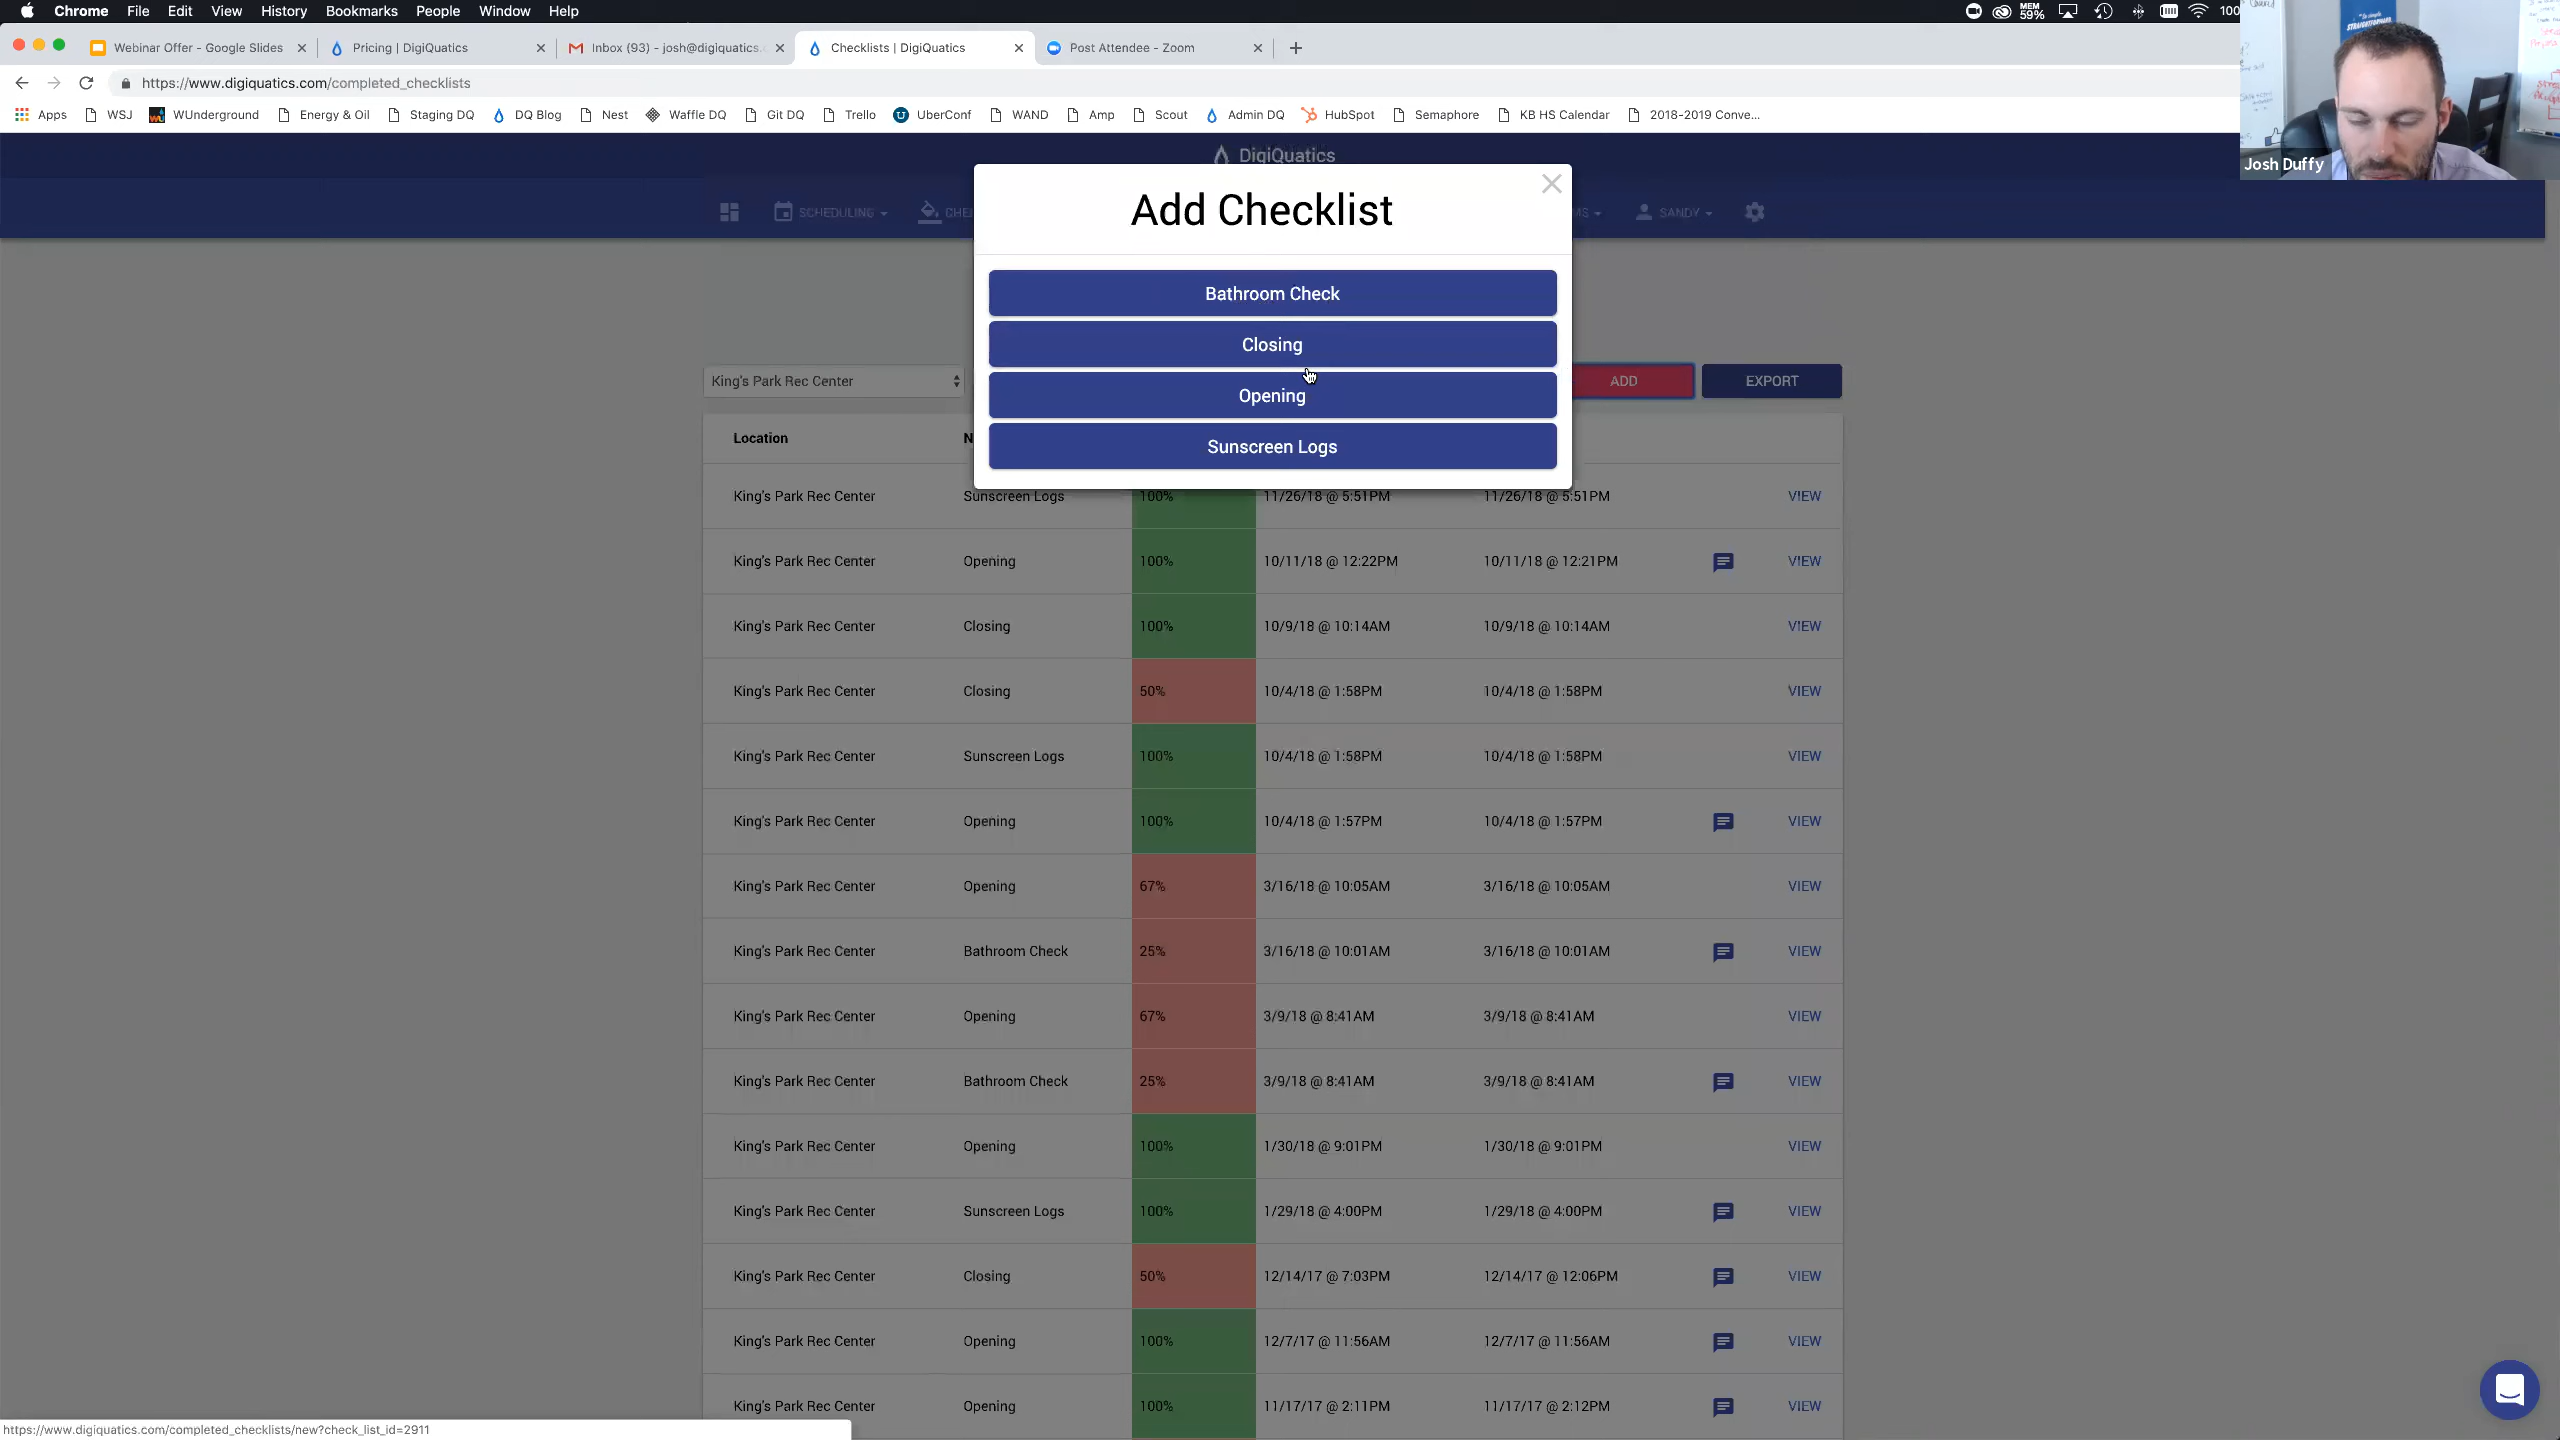 Chrome File Edit View History Bookmarks People Window Help
MEM 59% 100
Webinar Offer - Google Slides
Pricing | DigiQuatics
Inbox (93) - josh@digiquatics.
Checklists | DigiQuatics
Post Attendee - Zoom
https://www.digiquatics.com/completed_checklists
Apps WSJ WUnderground Energy & Oil Staging DQ DQ Blog Nest Waffle DQ Git DQ Trello UberConf WAND Amp Scout Admin DQ HubSpot Semaphore KB HS Calendar 2018-2019 Conve...
Josh Duffy
DigiQuatics
SCHEDULING SANDY
Add Checklist
Bathroom Check
Closing
Opening
Sunscreen Logs
King's Park Rec Center ADD EXPORT
Location
King's Park Rec Center Sunscreen Logs 100% 11/26/18 @ 5:51PM 11/26/18 @ 5:51PM VIEW
King's Park Rec Center Opening 100% 10/11/18 @ 12:22PM 10/11/18 @ 12:21PM VIEW
King's Park Rec Center Closing 100% 10/9/18 @ 10:14AM 10/9/18 @ 10:14AM VIEW
King's Park Rec Center Closing 50% 10/4/18 @ 1:58PM 10/4/18 @ 1:58PM VIEW
King's Park Rec Center Sunscreen Logs 100% 10/4/18 @ 1:58PM 10/4/18 @ 1:58PM VIEW
King's Park Rec Center Opening 100% 10/4/18 @ 1:57PM 10/4/18 @ 1:57PM VIEW
King's Park Rec Center Opening 67% 3/16/18 @ 10:05AM 3/16/18 @ 10:05AM VIEW
King's Park Rec Center Bathroom Check 25% 3/16/18 @ 10:01AM 3/16/18 @ 10:01AM VIEW
King's Park Rec Center Opening 67% 3/9/18 @ 8:41AM 3/9/18 @ 8:41AM VIEW
King's Park Rec Center Bathroom Check 25% 3/9/18 @ 8:41AM 3/9/18 @ 8:41AM VIEW
King's Park Rec Center Opening 100% 1/30/18 @ 9:01PM 1/30/18 @ 9:01PM VIEW
King's Park Rec Center Sunscreen Logs 100% 1/29/18 @ 4:00PM 1/29/18 @ 4:00PM VIEW
King's Park Rec Center Closing 50% 12/14/17 @ 7:03PM 12/14/17 @ 12:06PM VIEW
King's Park Rec Center Opening 100% 12/7/17 @ 11:56AM 12/7/17 @ 11:56AM VIEW
King's Park Rec Center Opening 100% 11/17/17 @ 2:11PM 11/17/17 @ 2:12PM VIEW
https://www.digiquatics.com/completed_checklists/new?check_list_id=2911